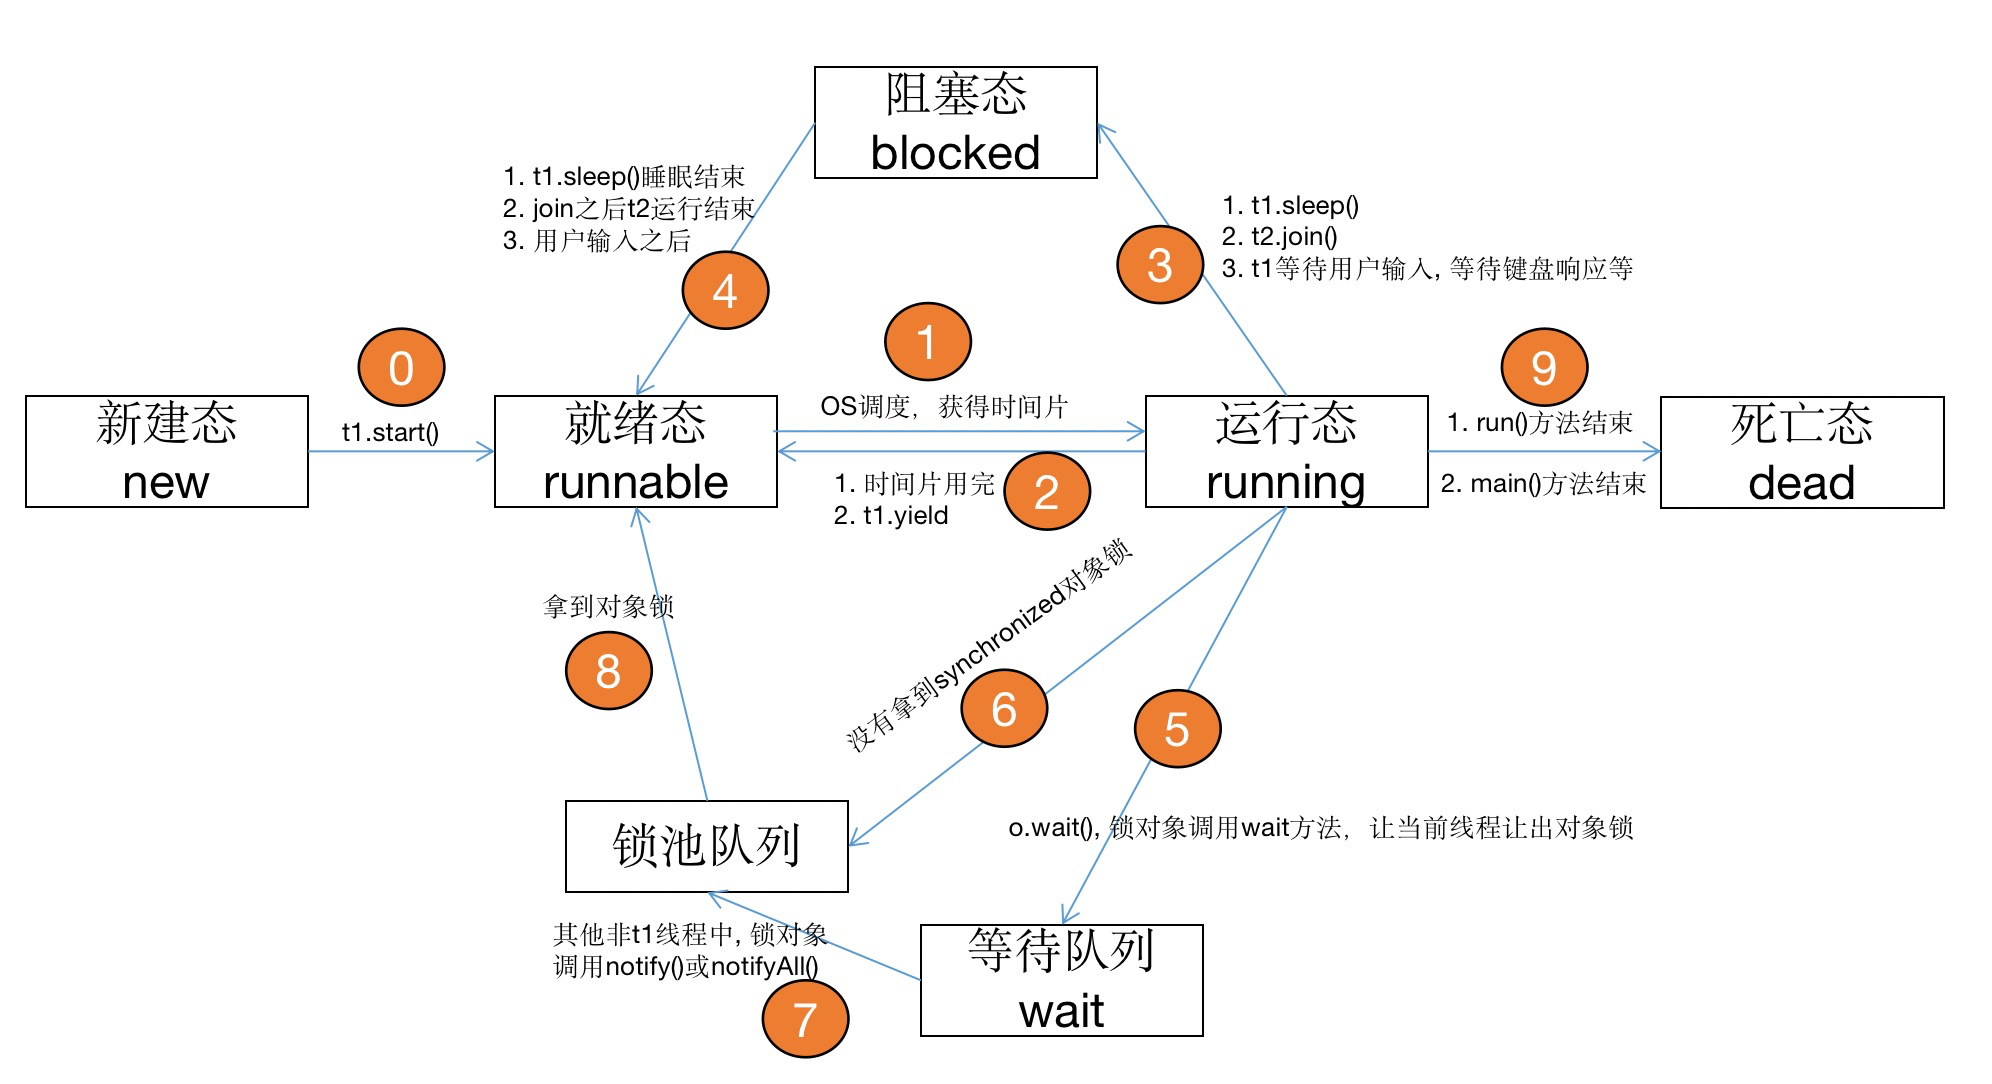 阻塞态
blocked
1. t1.sleep()睡眠结束
2. join之后t2运行结束
3. 用户输入之后
4
3
1. t1.sleep()
2. t2.join()
3. t1等待用户输入, 等待键盘响应等
0
1
9
新建态
new
t1.start()
就绪态
runnable
OS调度，获得时间片
1. 时间片用完
2. t1.yield
2
运行态
running
1. run()方法结束
2. main()方法结束
死亡态
dead
拿到对象锁
8
没有拿到synchronized对象锁
6
5
锁池队列
o.wait(), 锁对象调用wait方法，让当前线程让出对象锁
其他非t1线程中, 锁对象
调用notify()或notifyAll()
7
等待队列
wait